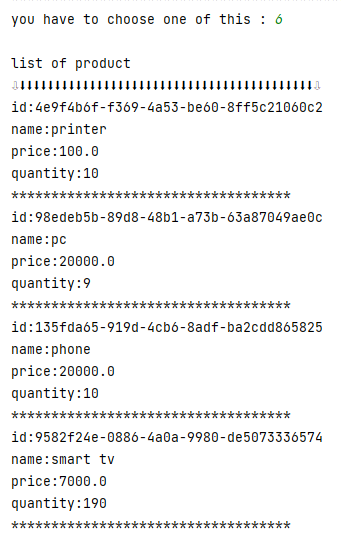 you have to choose one of this : 6
list of product
⇩⬇⬇⬇⬇⬇⬇⬇⬇⬇⬇⬇⬇⬇⬇⬇⬇⬇⬇⬇⬇⬇⬇⬇⬇⬇⬇⬇⬇⬇⬇⬇⬇⬇⬇⬇⬇⬇⬇⬇⬇⬇⬇⇩
id:4e9f4b6f-f369-4a53-be60-8ff5c21060c2
name:printer
price:100.0
quantity:10
***********************************
id:98edeb5b-89d8-48b1-a73b-63a87049ae0c
name:pc
price:20000.0
quantity:9
***********************************
id:135fda65-919d-4cb6-8adf-ba2cdd865825
name:phone
price:20000.0
quantity:10
***********************************
id:9582f24e-0886-4a0a-9980-de5073336574
name:smart tv
price:7000.0
quantity:190
***********************************